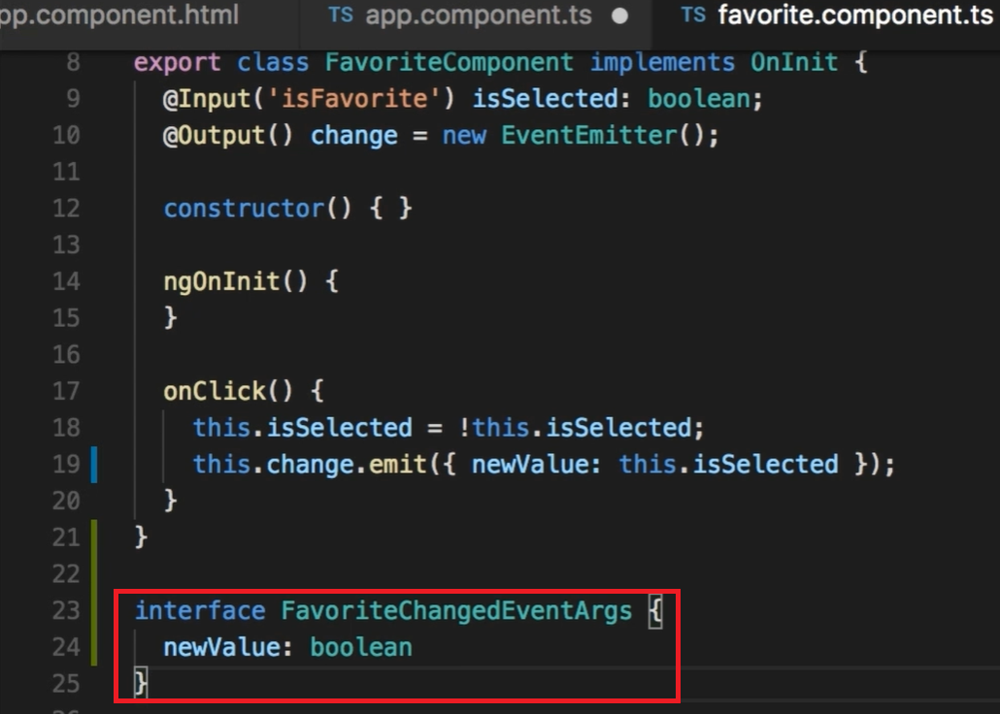 pp.component.html TS app.component.ts TS favorite.component.ts
8 export class FavoriteComponent implements OnInit {
9 @Input('isFavorite') isSelected: boolean;
10 @Output() change = new EventEmitter();
11
12 constructor() { }
13
14 ngOnInit() {
15 }
16
17 onClick() {
18 this.isSelected = !this.isSelected;
19 this.change.emit({ newValue: this.isSelected });
20 }
21 }
22
23 interface FavoriteChangedEventArgs {
24 newValue: boolean
25 }